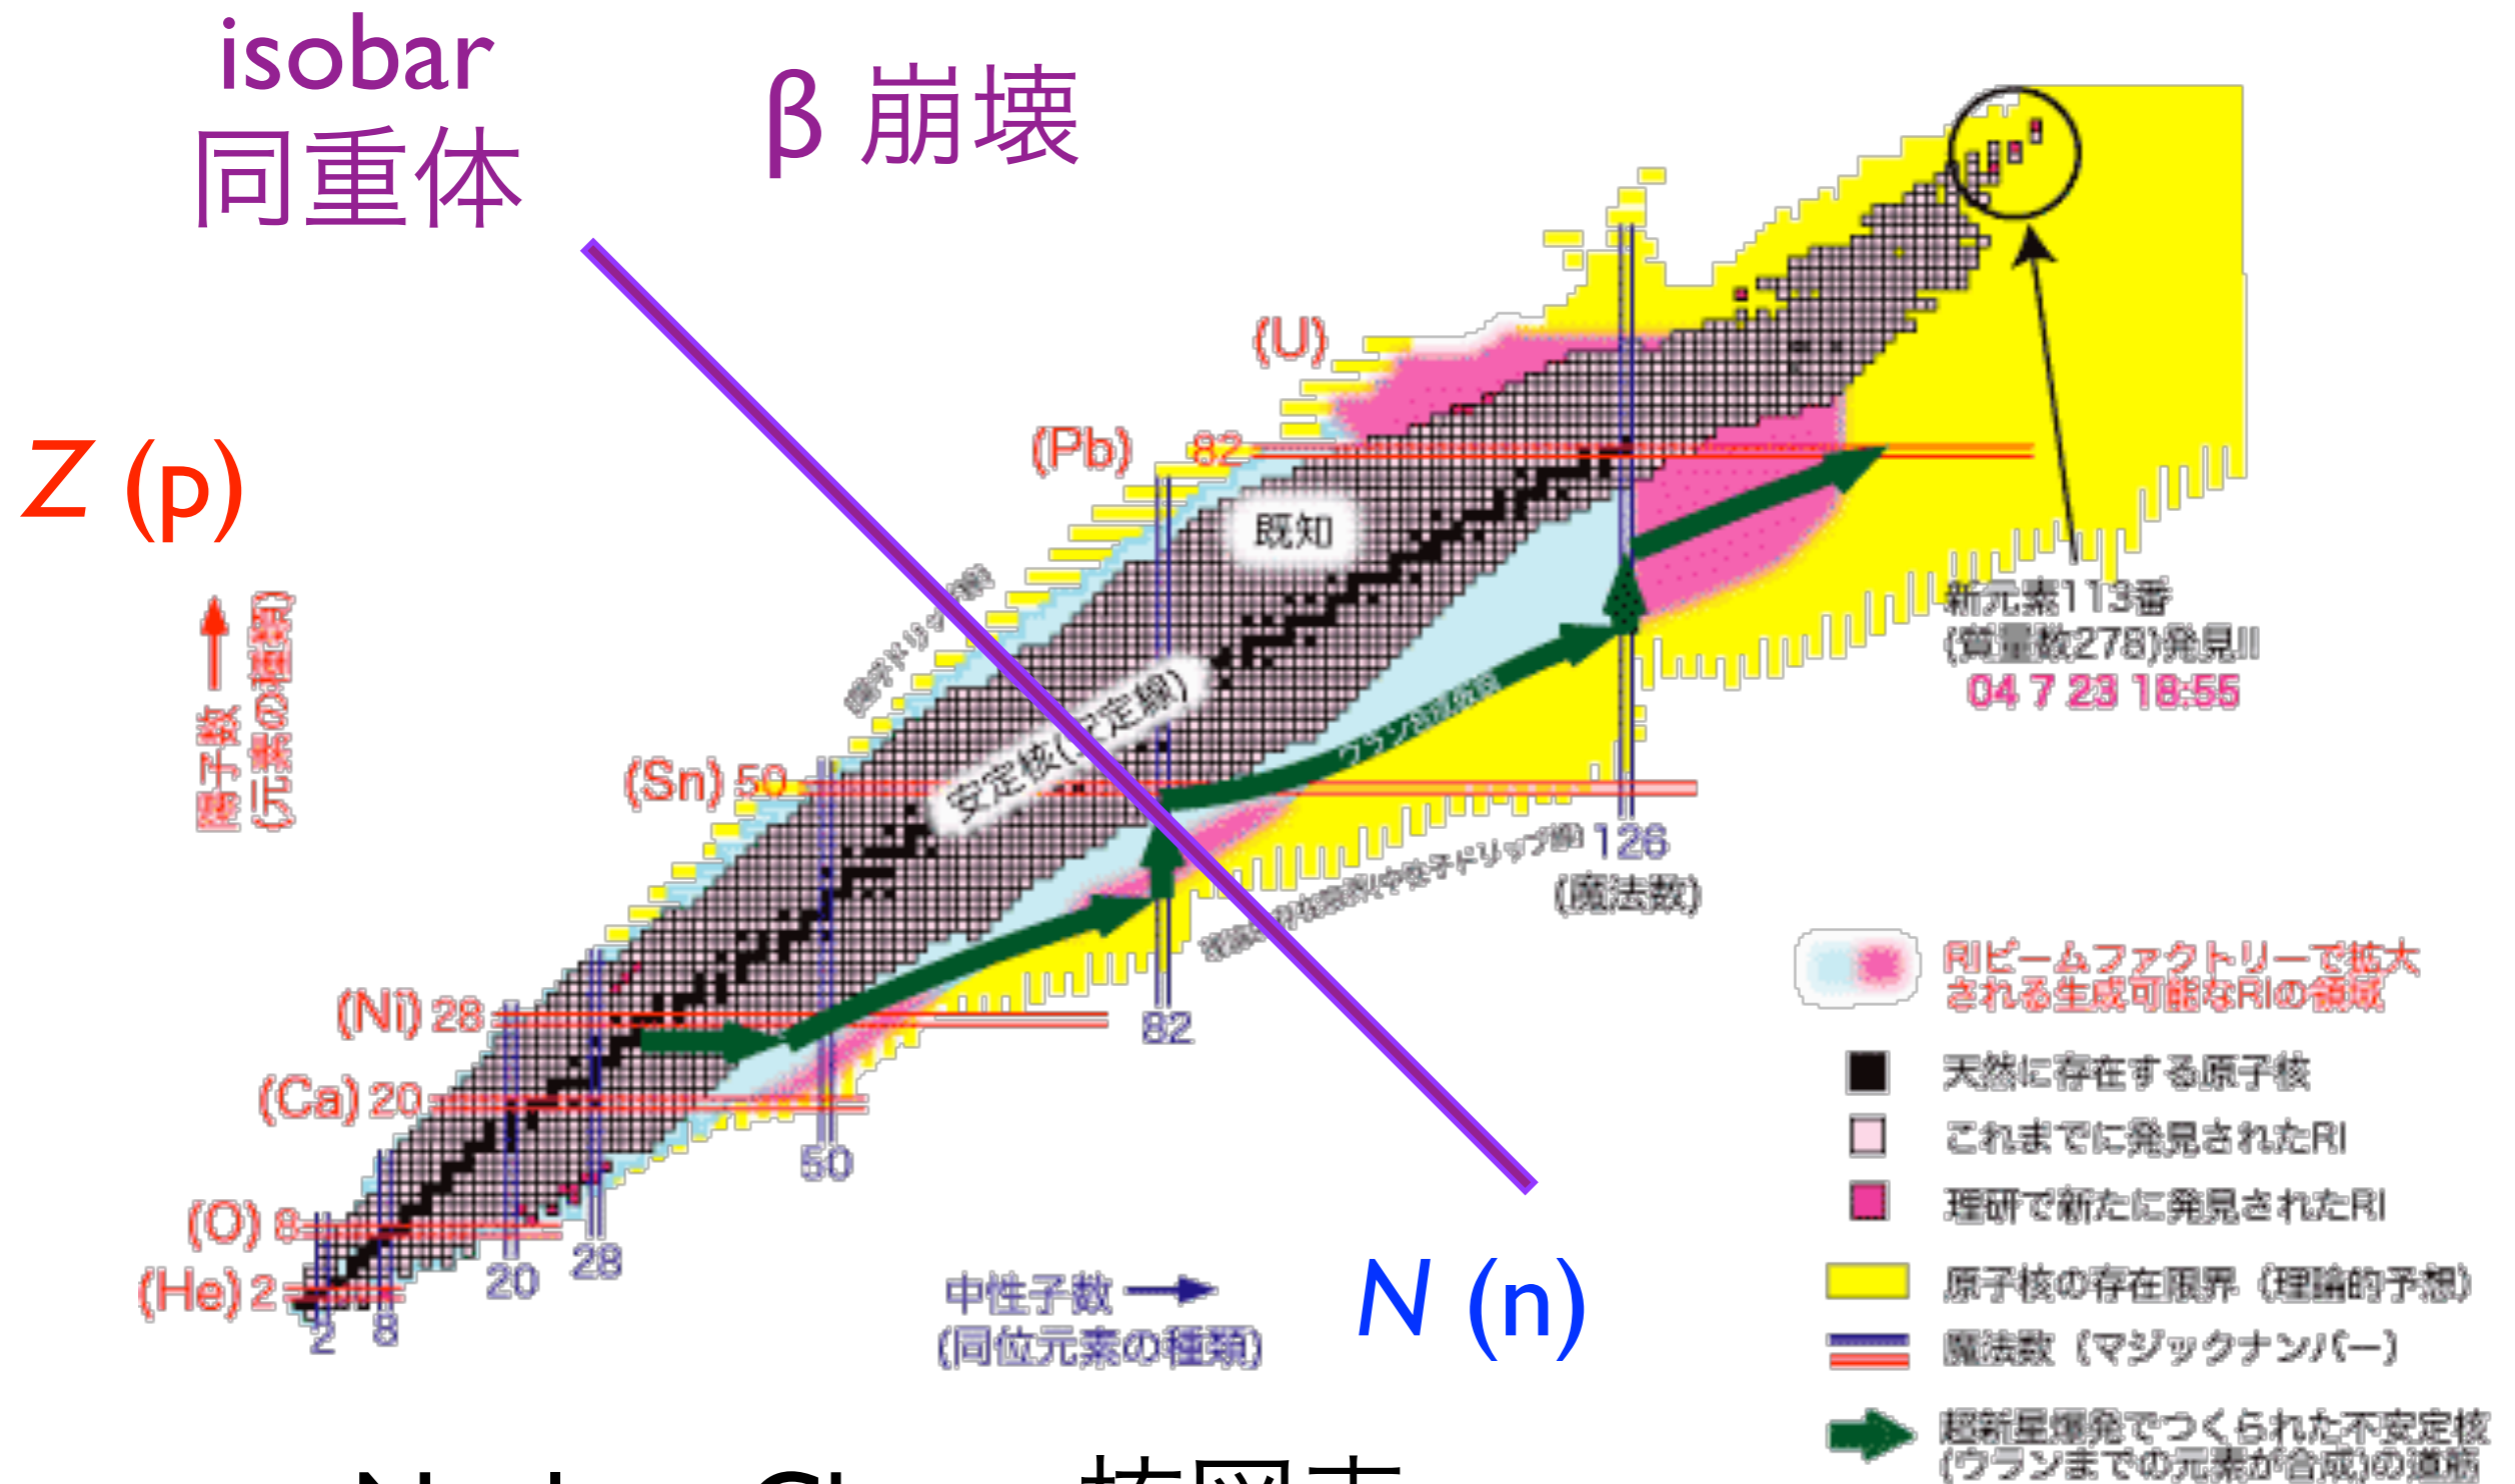 isobar
同重体
β 崩壊
Z (p)
陽子数
(元素の種類)
(U)
(Pb) 82
既知
安定核(安定線)
(Sn) 50
(Ni) 28
(Ca) 20
(O) 8
(He) 2
2
8
20
28
50
82
126
(魔法数)
新元素113番
(質量数278)発見!!
04 7 23 18:55
中性子数
(同位元素の種類)
N (n)
RIビームファクトリーで拡大
される生成可能なRIの領域
天然に存在する原子核
これまでに発見されたRI
理研で新たに発見されたRI
原子核の存在限界（理論的予想）
魔法数（マジックナンバー）
超新星爆発でつくられた不安定核
(ウランまでの元素が合成)の道筋